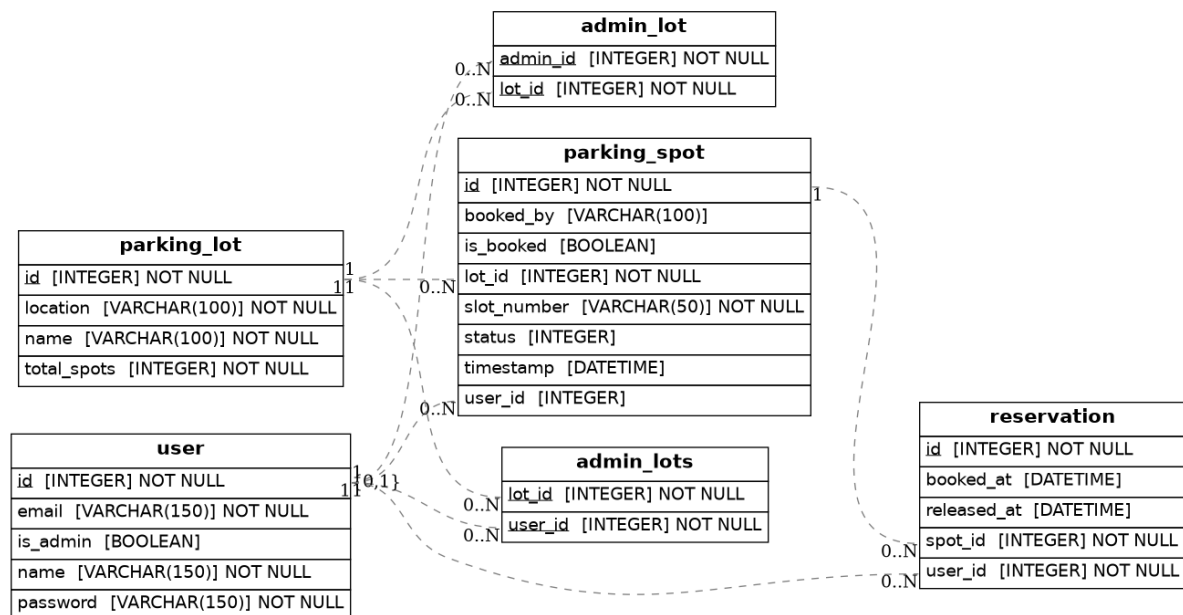 admin_lot
admin_id [INTEGER] NOT NULL
0..N
lot_id [INTEGER] NOT NULL
0..N
parking_spot
id [INTEGER] NOT NULL
1
booked_by [VARCHAR(100)]
is_booked [BOOLEAN]
lot_id [INTEGER] NOT NULL
0..N
slot_number [VARCHAR(50)] NOT NULL
status [INTEGER]
timestamp [DATETIME]
user_id [INTEGER]
0..N
parking_lot
id [INTEGER] NOT NULL
1
11
location [VARCHAR(100)] NOT NULL
name [VARCHAR(100)] NOT NULL
total_spots [INTEGER] NOT NULL
user
id [INTEGER] NOT NULL
1
{0,1}
11
email [VARCHAR(150)] NOT NULL
is_admin [BOOLEAN]
name [VARCHAR(150)] NOT NULL
password [VARCHAR(150)] NOT NULL
admin_lots
lot_id [INTEGER] NOT NULL
0..N
user_id [INTEGER] NOT NULL
0..N
reservation
id [INTEGER] NOT NULL
booked_at [DATETIME]
released_at [DATETIME]
spot_id [INTEGER] NOT NULL
0..N
user_id [INTEGER] NOT NULL
0..N